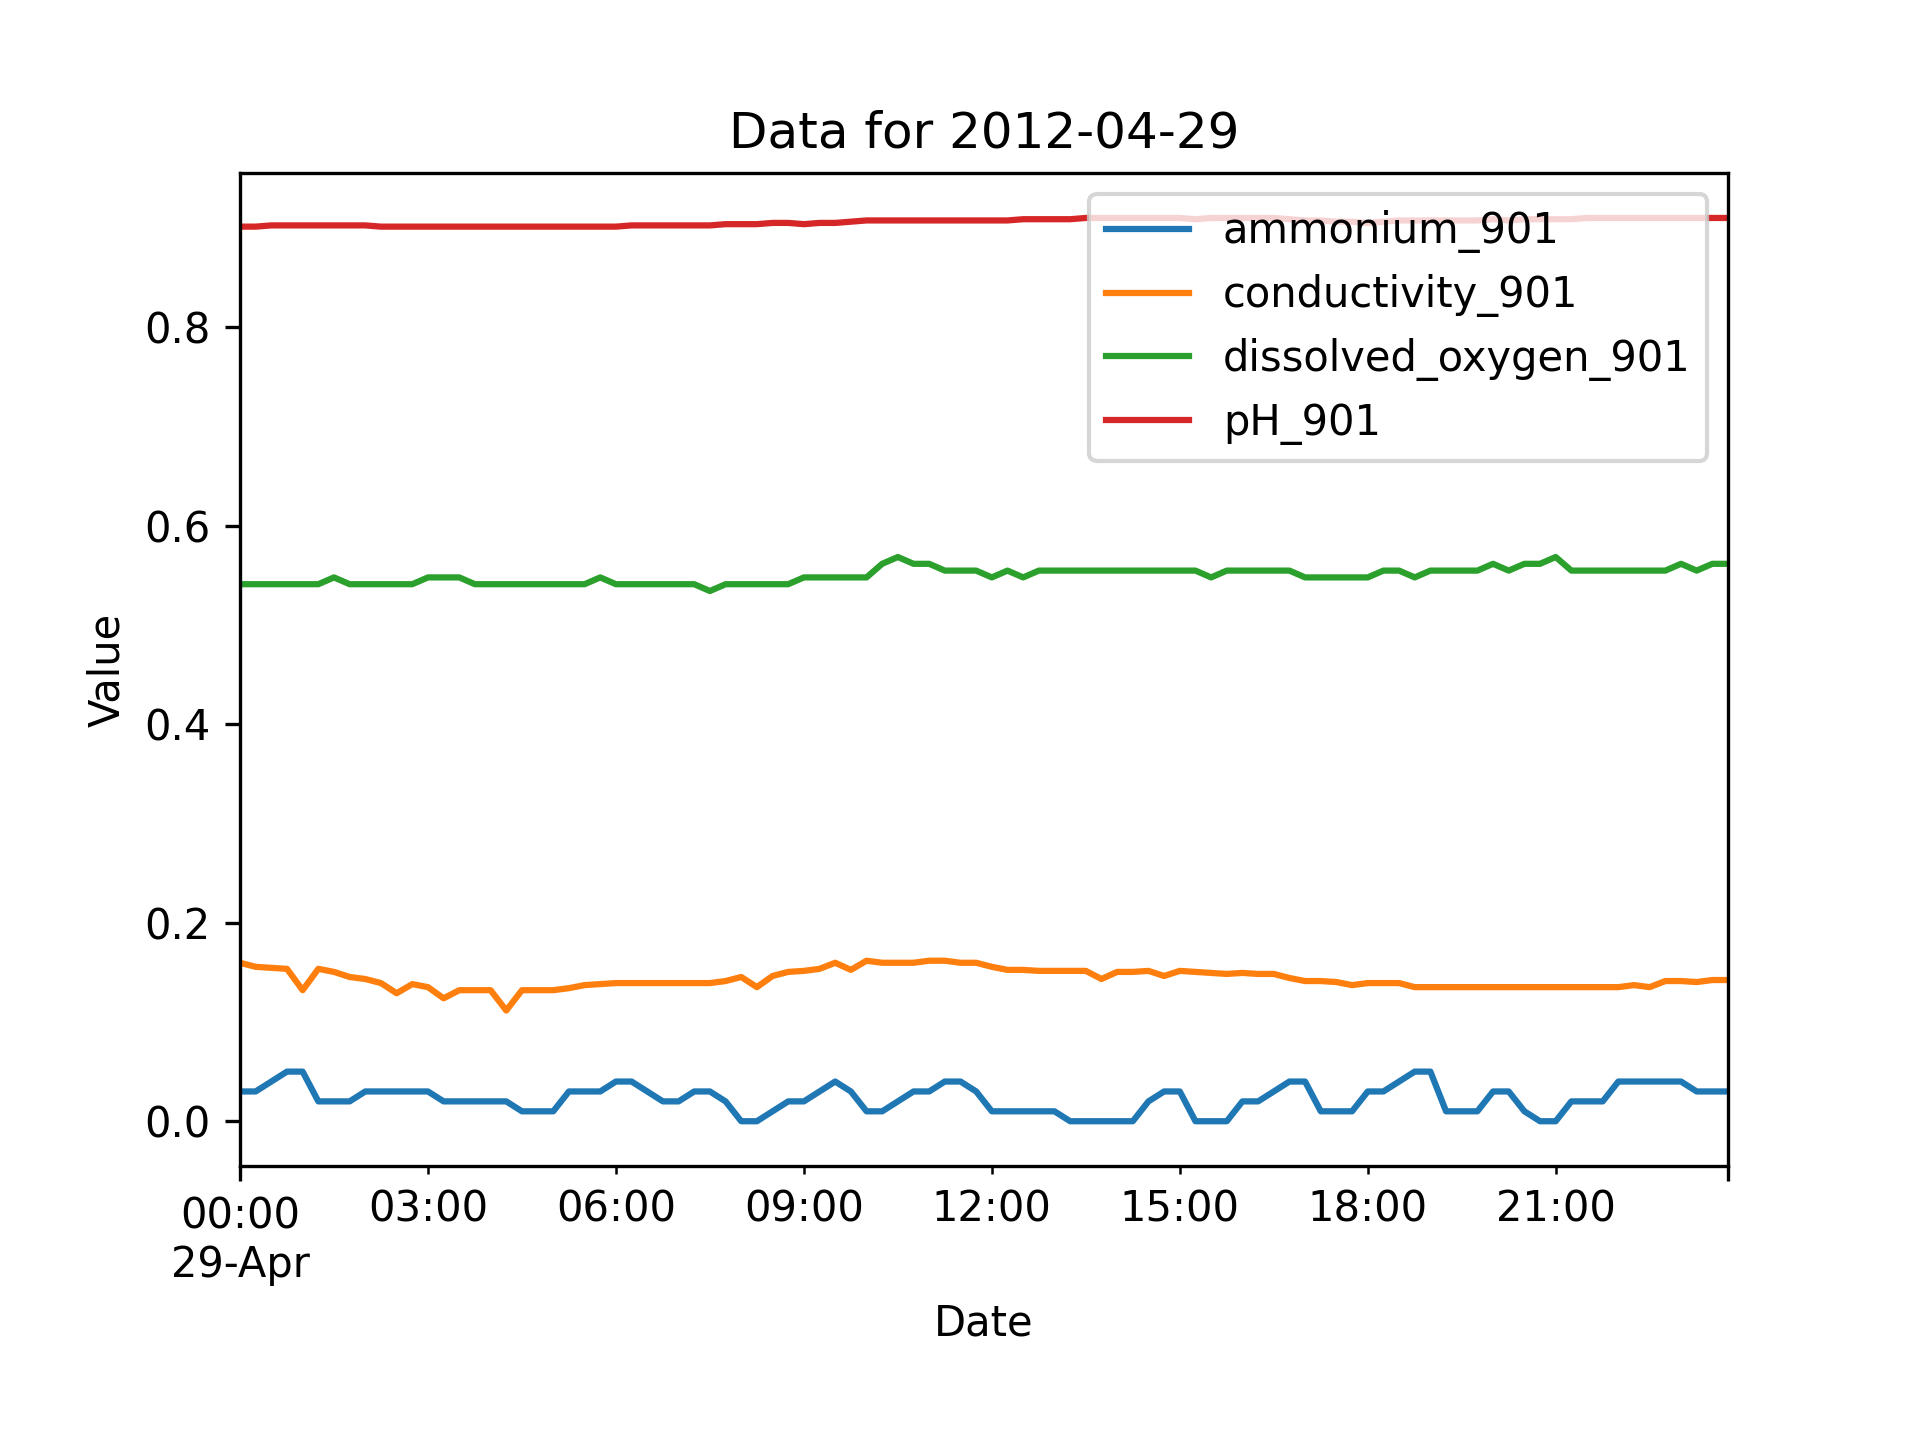 Data for 2012-04-29
ammonium_901
conductivity_901
dissolved_oxygen_901
pH_901
0.8
0.6
0.4
0.2
0.0
Value
00:00 03:00 06:00 09:00 12:00 15:00 18:00 21:00
29-Apr
Date